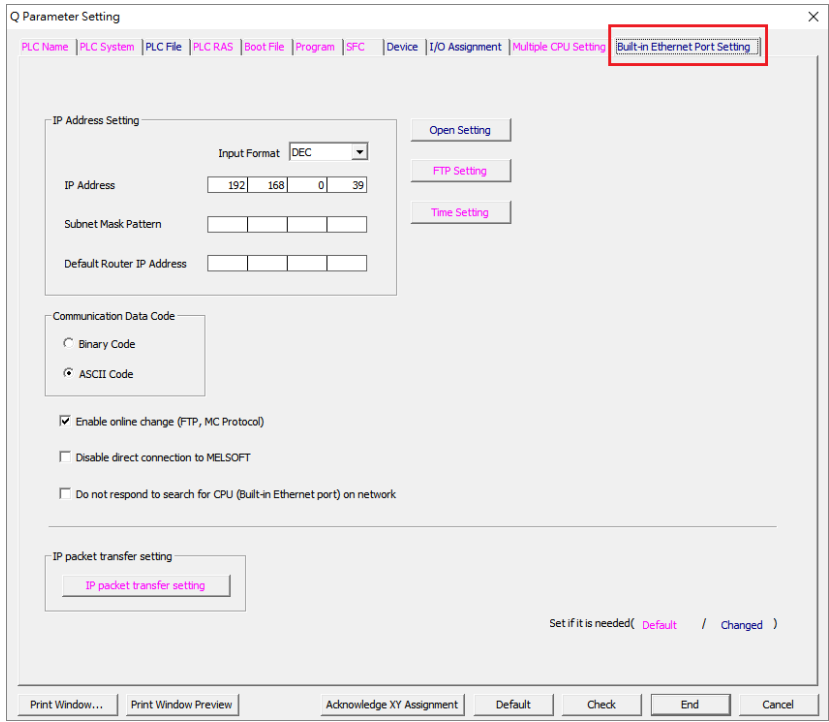 Q Parameter Setting
PLC Name PLC System PLC File PLC RAS Boot File Program SFC Device I/O Assignment Multiple CPU Setting Built-in Ethernet Port Setting
IP Address Setting
Input Format DEC
IP Address 192 168 0 39
Subnet Mask Pattern
Default Router IP Address
Open Setting
FTP Setting
Time Setting
Communication Data Code
Binary Code
ASCII Code
Enable online change (FTP, MC Protocol)
Disable direct connection to MELSOFT
Do not respond to search for CPU (Built-in Ethernet port) on network
IP packet transfer setting
IP packet transfer setting
Set if it is needed( Default / Changed )
Print Window... Print Window Preview Acknowledge XY Assignment Default Check End Cancel